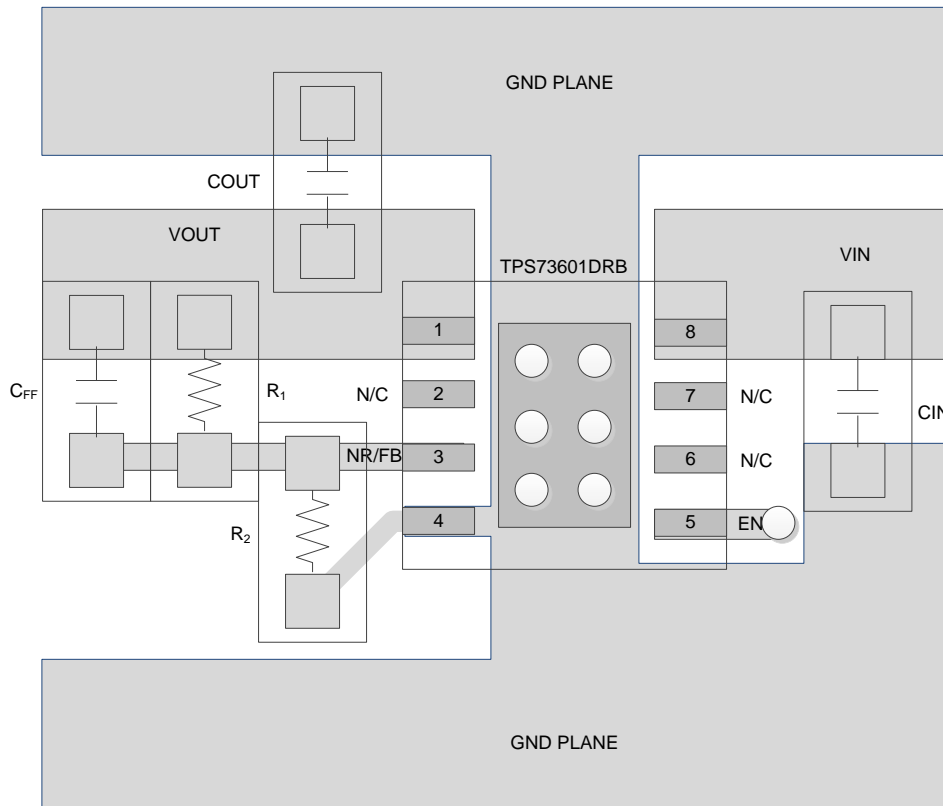 GND PLANE
COUT
VOUT
TPS73601DRB
VIN
1
8
C_FF
R₁
N/C
2
7
N/C
CIN
NR/FB
3
6
N/C
R₂
4
5
EN
GND PLANE